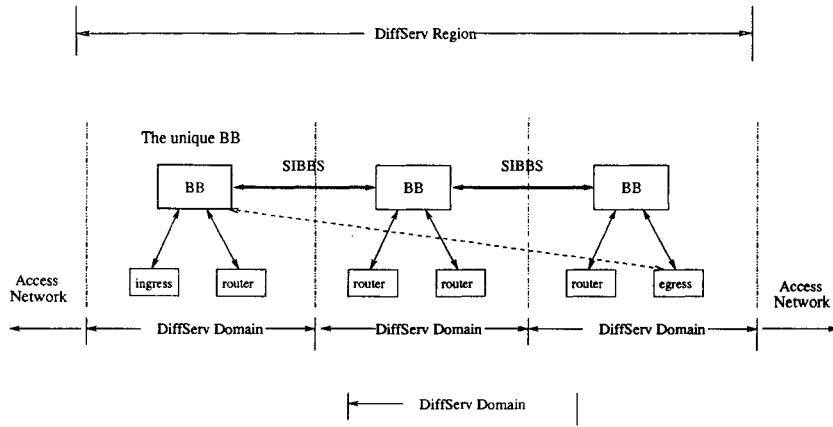 DiffServ Region
The unique BB
SIBBS
SIBBS
BB
BB
BB
ingress
router
router
router
router
egress
Access
Network
Access
Network
DiffServ Domain
DiffServ Domain
DiffServ Domain
DiffServ Domain